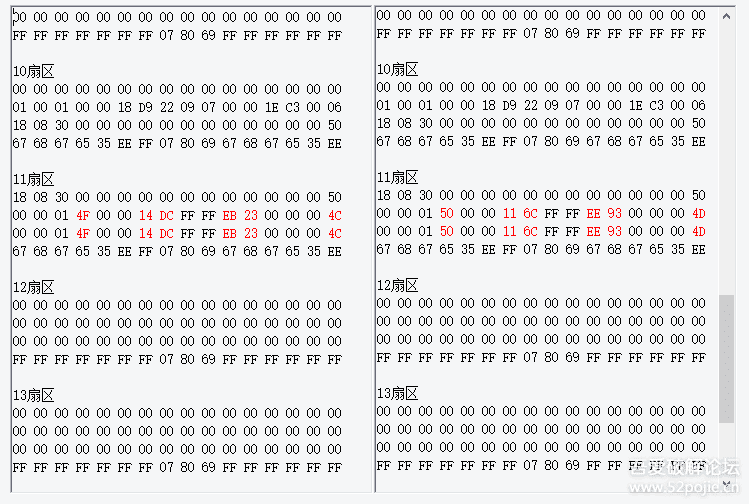 00 00 00 00 00 00 00 00 00 00 00 00 00 00 00 00
FF FF FF FF FF FF FF 07 80 69 FF FF FF FF FF FF
10扇区
00 00 00 00 00 00 00 00 00 00 00 00 00 00 00 00
01 00 01 00 00 18 D9 22 09 07 00 00 1E C3 00 06
18 08 30 00 00 00 00 00 00 00 00 00 00 00 00 50
67 68 67 65 35 EE FF 07 80 69 67 68 67 65 35 EE
11扇区
18 08 30 00 00 00 00 00 00 00 00 00 00 00 00 50
00 00 01 4F 00 00 14 DC FF FF EB 23 00 00 00 4C
00 00 01 4F 00 00 14 DC FF FF EB 23 00 00 00 4C
67 68 67 65 35 EE FF 07 80 69 67 68 67 65 35 EE
12扇区
00 00 00 00 00 00 00 00 00 00 00 00 00 00 00 00
00 00 00 00 00 00 00 00 00 00 00 00 00 00 00 00
00 00 00 00 00 00 00 00 00 00 00 00 00 00 00 00
FF FF FF FF FF FF FF 07 80 69 FF FF FF FF FF FF
13扇区
00 00 00 00 00 00 00 00 00 00 00 00 00 00 00 00
00 00 00 00 00 00 00 00 00 00 00 00 00 00 00 00
00 00 00 00 00 00 00 00 00 00 00 00 00 00 00 00
FF FF FF FF FF FF FF 07 80 69 FF FF FF FF FF FF
00 00 00 00 00 00 00 00 00 00 00 00 00 00 00 00
FF FF FF FF FF FF FF 07 80 69 FF FF FF FF FF FF
10扇区
00 00 00 00 00 00 00 00 00 00 00 00 00 00 00 00
01 00 01 00 00 18 D9 22 09 07 00 00 1E C3 00 06
18 08 30 00 00 00 00 00 00 00 00 00 00 00 00 50
67 68 67 65 35 EE FF 07 80 69 67 68 67 65 35 EE
11扇区
18 08 30 00 00 00 00 00 00 00 00 00 00 00 00 50
00 00 01 50 00 00 11 6C FF FF EE 93 00 00 00 4D
00 00 01 50 00 00 11 6C FF FF EE 93 00 00 00 4D
67 68 67 65 35 EE FF 07 80 69 67 68 67 65 35 EE
12扇区
00 00 00 00 00 00 00 00 00 00 00 00 00 00 00 00
00 00 00 00 00 00 00 00 00 00 00 00 00 00 00 00
00 00 00 00 00 00 00 00 00 00 00 00 00 00 00 00
FF FF FF FF FF FF FF 07 80 69 FF FF FF FF FF FF
13扇区
00 00 00 00 00 00 00 00 00 00 00 00 00 00 00 00
00 00 00 00 00 00 00 00 00 00 00 00 00 00 00 00
00 00 00 00 00 00 00 00 00 00 00 00 00 00 00 00
FF FF FF FF FF FF FF 07 80 69 FF FF FF FF FF FF
吾爱破解论坛
www.52pojie.cn